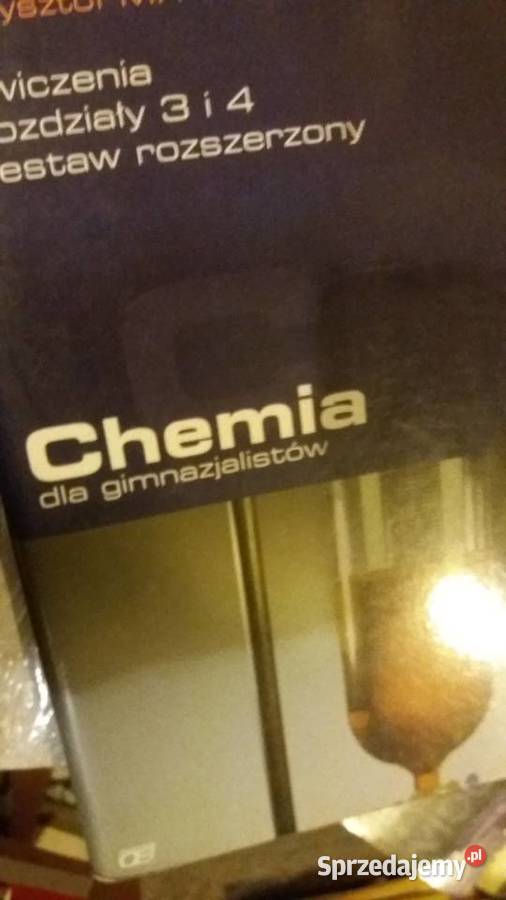 wiczenia
ozdziały 3 i 4
estaw rozszerzony
Chemia
dla gimnazjalistów
Sprzedajemy.pl